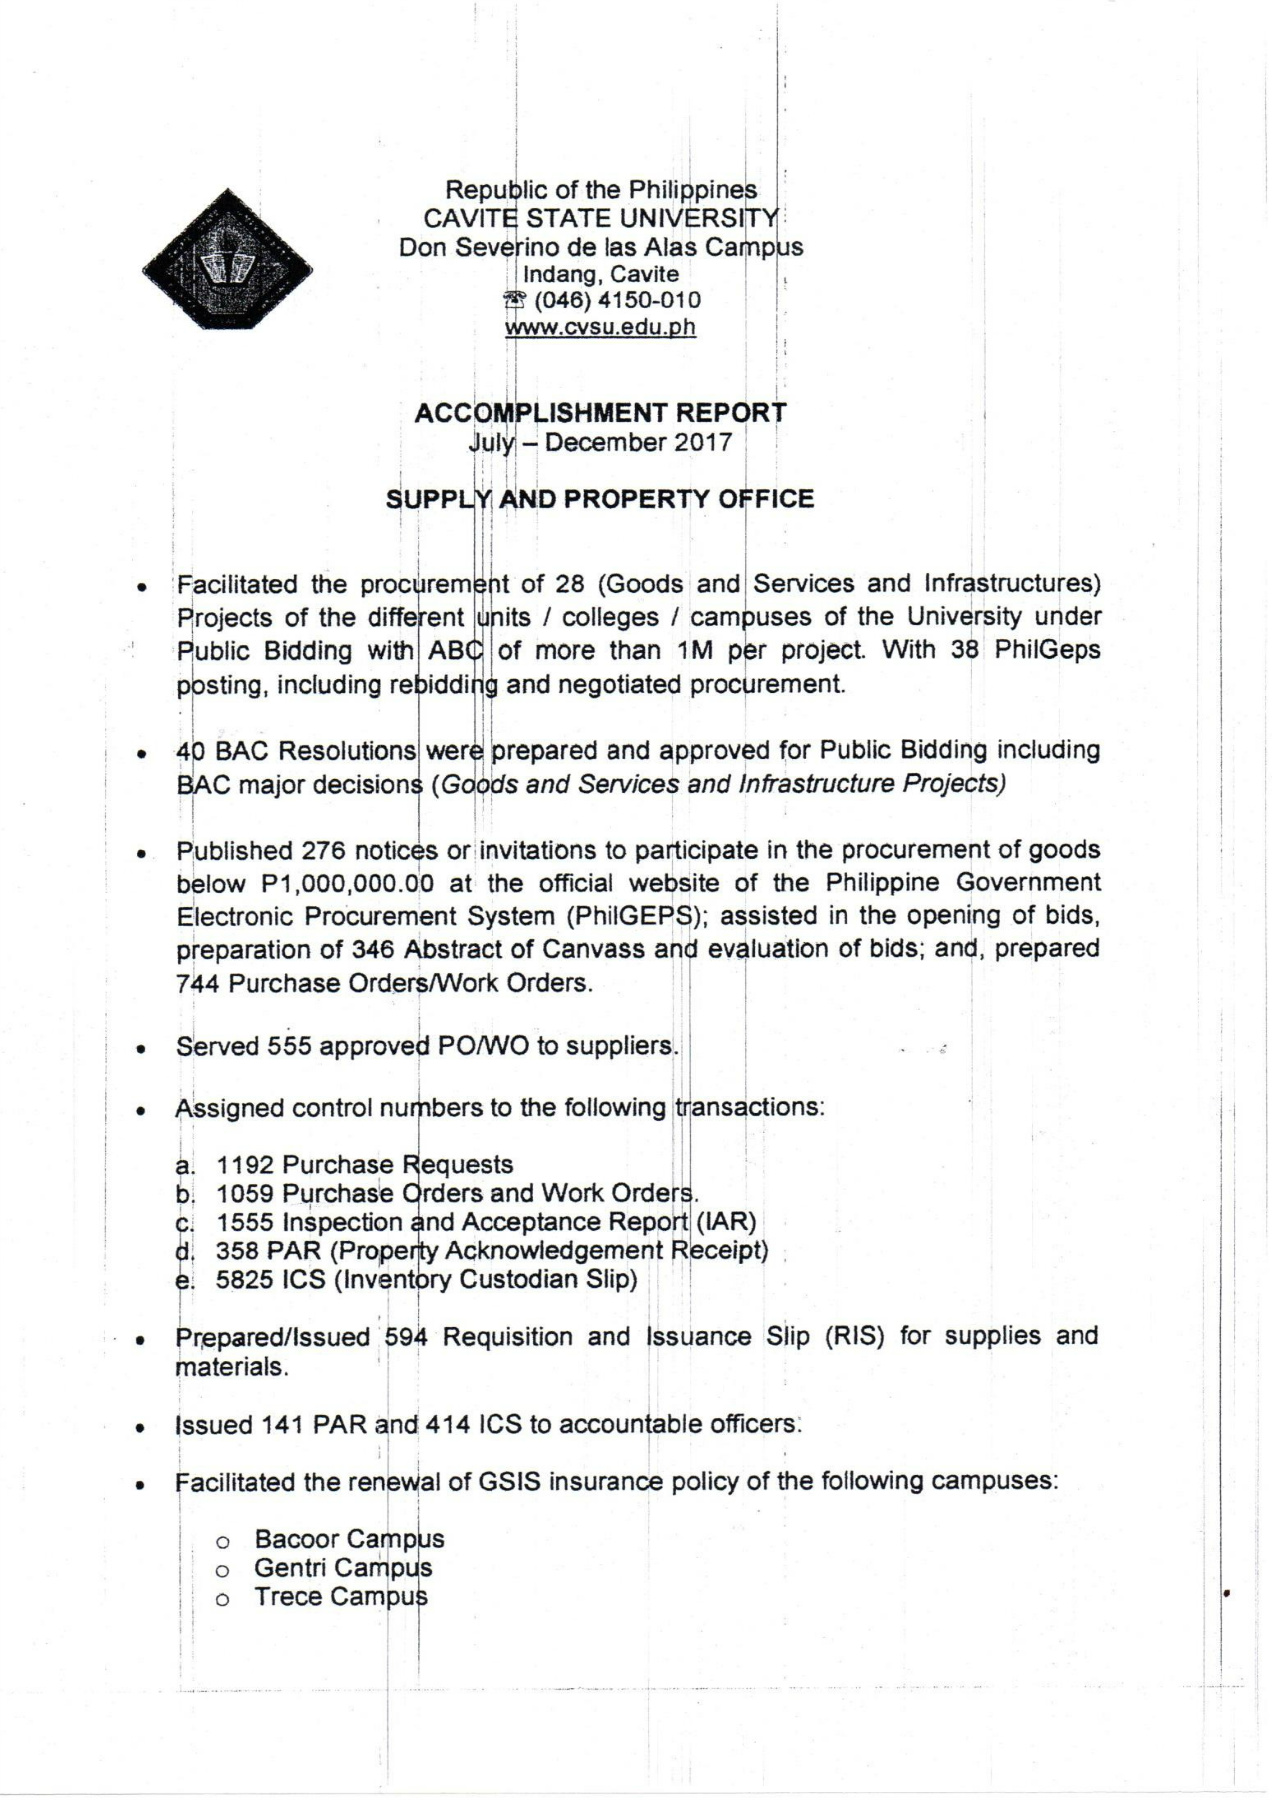 Republic of the Philippines
CAVITE STATE UNIVERSITY
Don Severino de las Alas Campus
Indang, Cavite
☏ (046) 4150-010
www.cvsu.edu.ph
ACCOMPLISHMENT REPORT
July – December 2017
SUPPLY AND PROPERTY OFFICE
• Facilitated the procurement of 28 (Goods and Services and Infrastructures)
Projects of the different units / colleges / campuses of the University under
Public Bidding with ABC of more than 1M per project. With 38 PhilGeps
posting, including rebidding and negotiated procurement.
• 40 BAC Resolutions were prepared and approved for Public Bidding including
BAC major decisions (Goods and Services and Infrastructure Projects)
• Published 276 notices or invitations to participate in the procurement of goods
below P1,000,000.00 at the official website of the Philippine Government
Electronic Procurement System (PhilGEPS); assisted in the opening of bids,
preparation of 346 Abstract of Canvass and evaluation of bids; and, prepared
744 Purchase Orders/Work Orders.
• Served 555 approved PO/WO to suppliers.
• Assigned control numbers to the following transactions:
a. 1192 Purchase Requests
b. 1059 Purchase Orders and Work Orders.
c. 1555 Inspection and Acceptance Report (IAR)
d. 358 PAR (Property Acknowledgement Receipt)
e. 5825 ICS (Inventory Custodian Slip)
• Prepared/Issued 594 Requisition and Issuance Slip (RIS) for supplies and
materials.
• Issued 141 PAR and 414 ICS to accountable officers.
• Facilitated the renewal of GSIS insurance policy of the following campuses:
o Bacoor Campus
o Gentri Campus
o Trece Campus